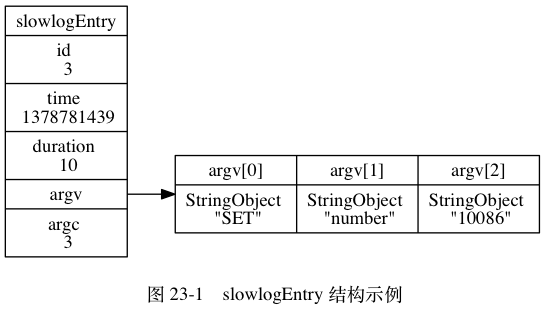 slowlogEntry
id
3
time
1378781439
duration
10
argv
argc
3
argv[0] argv[1] argv[2]
StringObject StringObject StringObject
"SET" "number" "10086"
图 23-1 slowlogEntry 结构示例